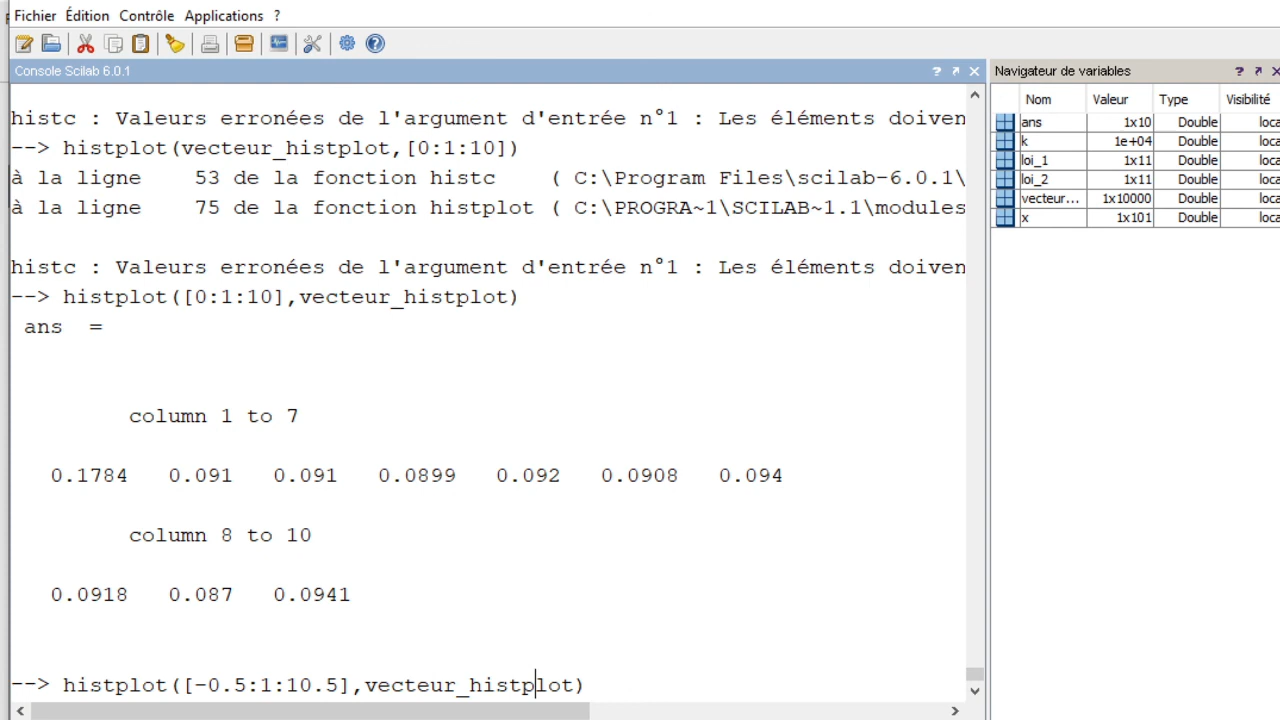 Fichier Édition Contrôle Applications ?
Console Scilab 6.0.1
histc : Valeurs erronées de l'argument d'entrée n°1 : Les éléments doiven
--> histplot(vecteur_histplot,[0:1:10])
à la ligne 53 de la fonction histc ( C:\Program Files\scilab-6.0.1\
à la ligne 75 de la fonction histplot ( C:\PROGRA~1\SCILAB~1.1\modules
histc : Valeurs erronées de l'argument d'entrée n°1 : Les éléments doiven
--> histplot([0:1:10],vecteur_histplot)
ans =
column 1 to 7
0.1784 0.091 0.091 0.0899 0.092 0.0908 0.094
column 8 to 10
0.0918 0.087 0.0941
--> histplot([-0.5:1:10.5],vecteur_histplot)
Navigateur de variables
Nom Valeur Type Visibilité
ans 1x10 Double loca
k 1e+04 Double loca
loi_1 1x11 Double loca
loi_2 1x11 Double loca
vecteur... 1x10000 Double loca
x 1x101 Double loca